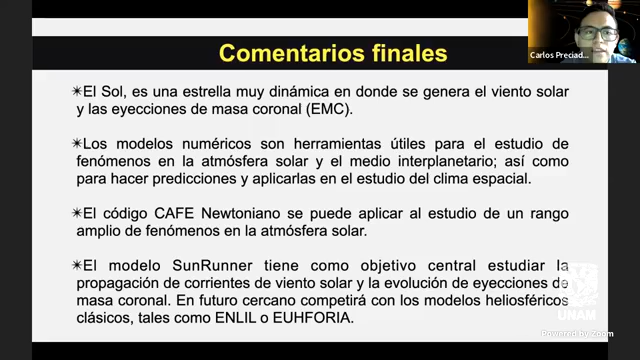 Comentarios finales
Carlos Preciad...
✴El Sol, es una estrella muy dinámica en donde se genera el viento solar
y las eyecciones de masa coronal (EMC).
✴Los modelos numéricos son herramientas útiles para el estudio de
fenómenos en la atmósfera solar y el medio interplanetario; así como
para hacer predicciones y aplicarlas en el estudio del clima espacial.
✴El código CAFE Newtoniano se puede aplicar al estudio de un rango
amplio de fenómenos en la atmósfera solar.
✴El modelo SunRunner tiene como objetivo central estudiar la
propagación de corrientes de viento solar y la evolución de eyecciones de
masa coronal. En futuro cercano competirá con los modelos heliosféricos
clásicos, tales como ENLIL o EUHFORIA.
UNAM
Powered by Zoom